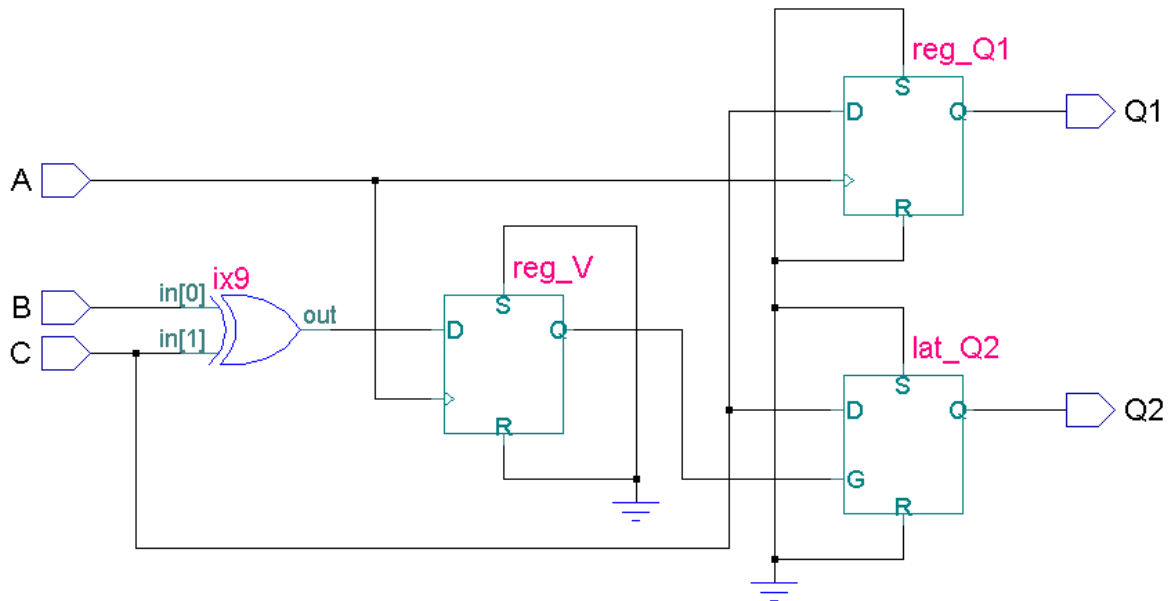 reg_Q1
S
D
Q
Q1
R
A
reg_V
S
D
Q
R
ix9
in[0]
in[1]
out
B
C
lat_Q2
S
D
Q
Q2
G
R